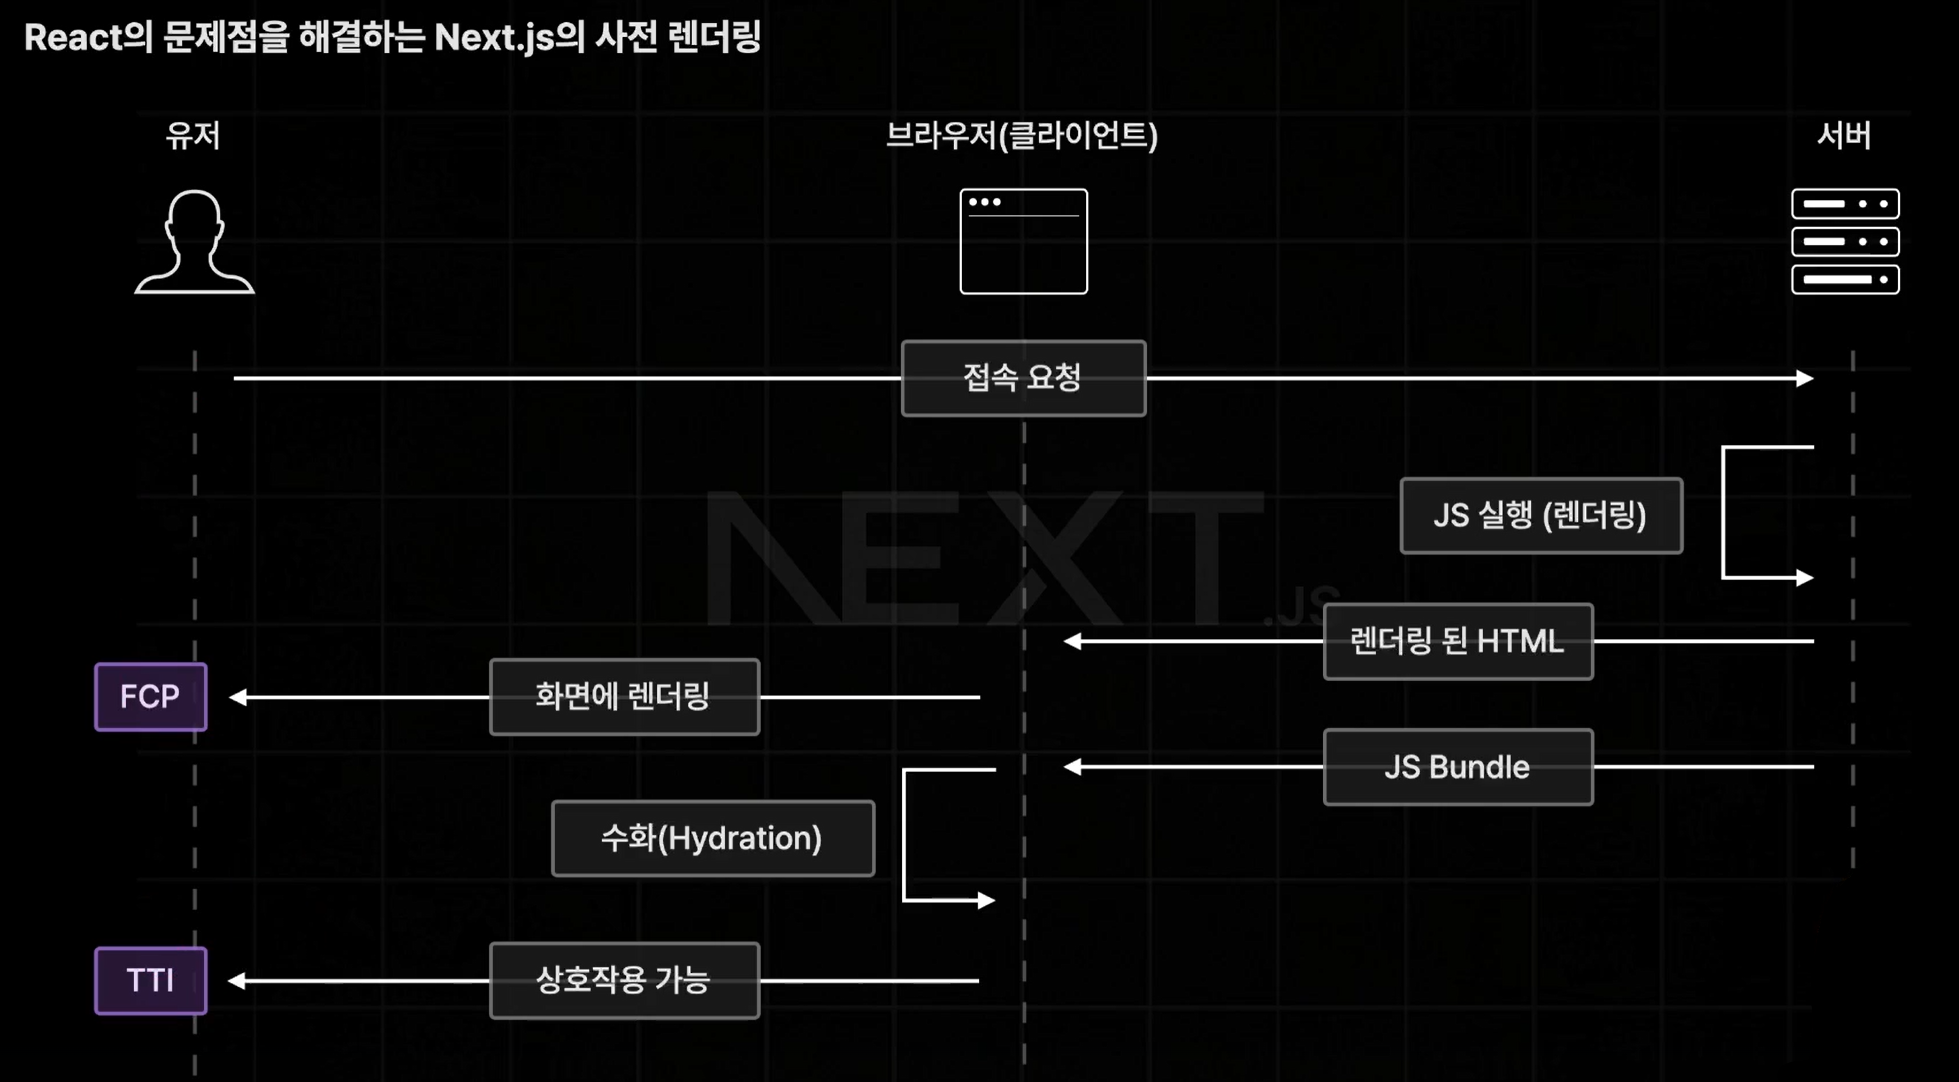 React의 문제점을 해결하는 Next.js의 사전 렌더링
유저
브라우저(클라이언트)
서버
접속 요청
JS 실행 (렌더링)
NEXT.JS
렌더링 된 HTML
FCP
화면에 렌더링
JS Bundle
수화(Hydration)
TTI
상호작용 가능